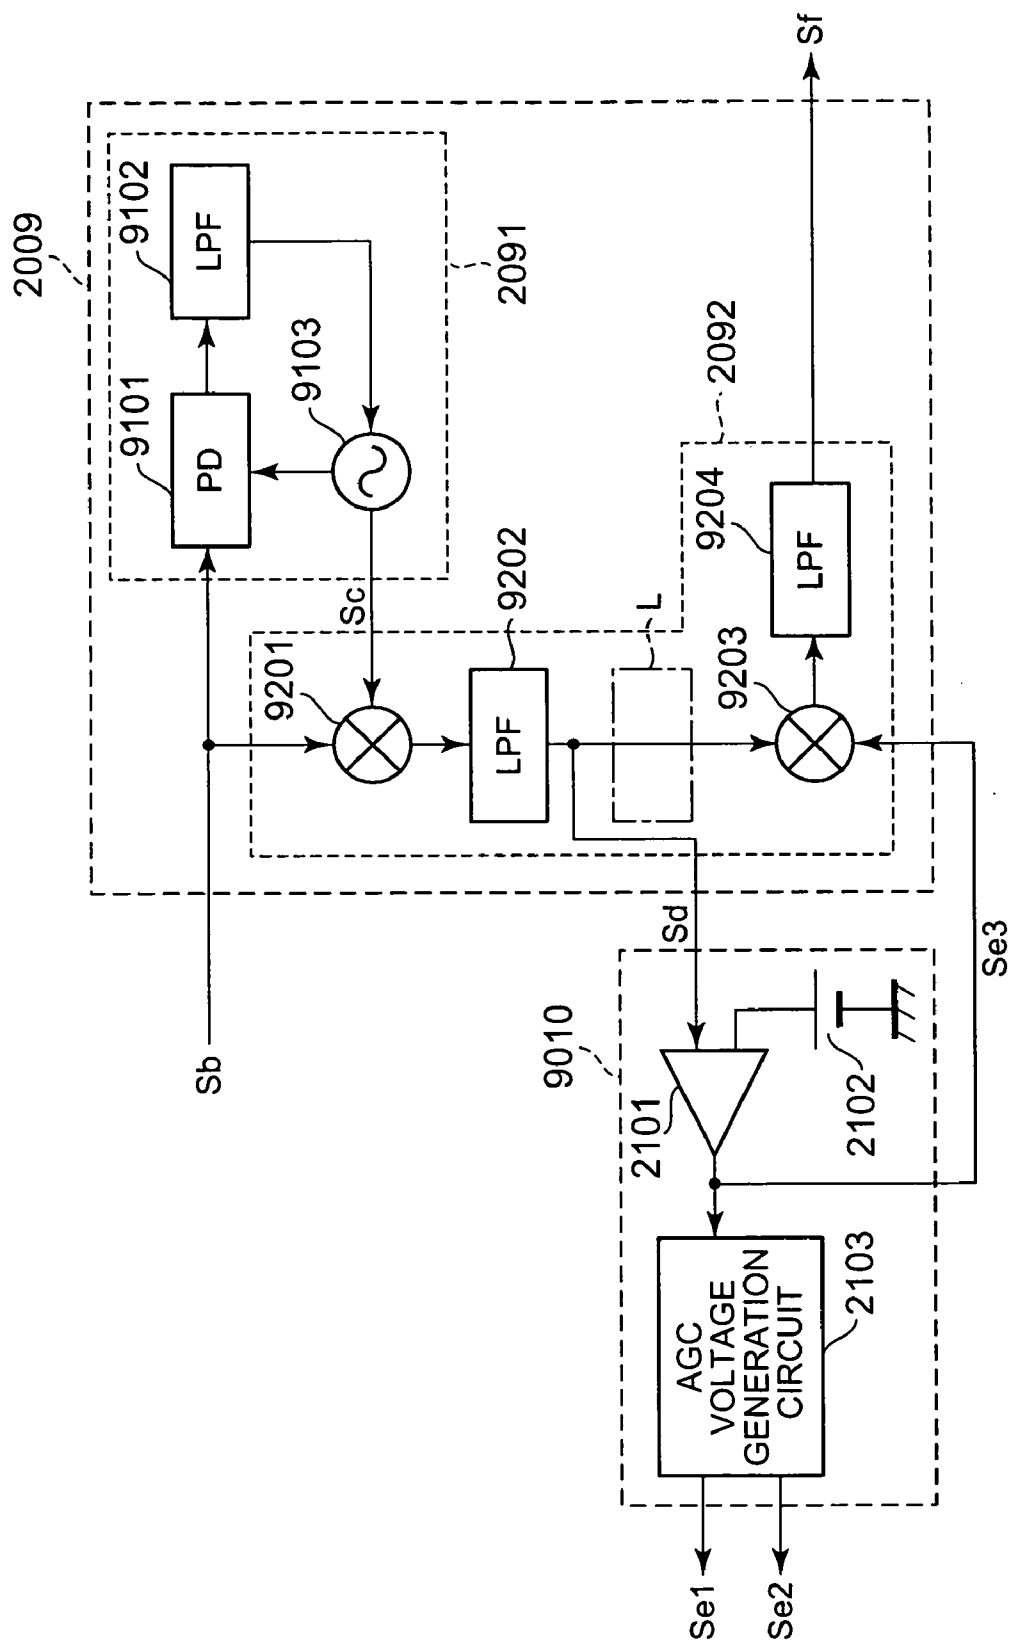 2009
9101
PD
9102
LPF
9103
2091
Sb
Sc
9201
9202
LPF
L
2092
9203
9204
LPF
Sf
Sd
9010
2101
2102
Se3
AGC
VOLTAGE
GENERATION
CIRCUIT
2103
Se1
Se2